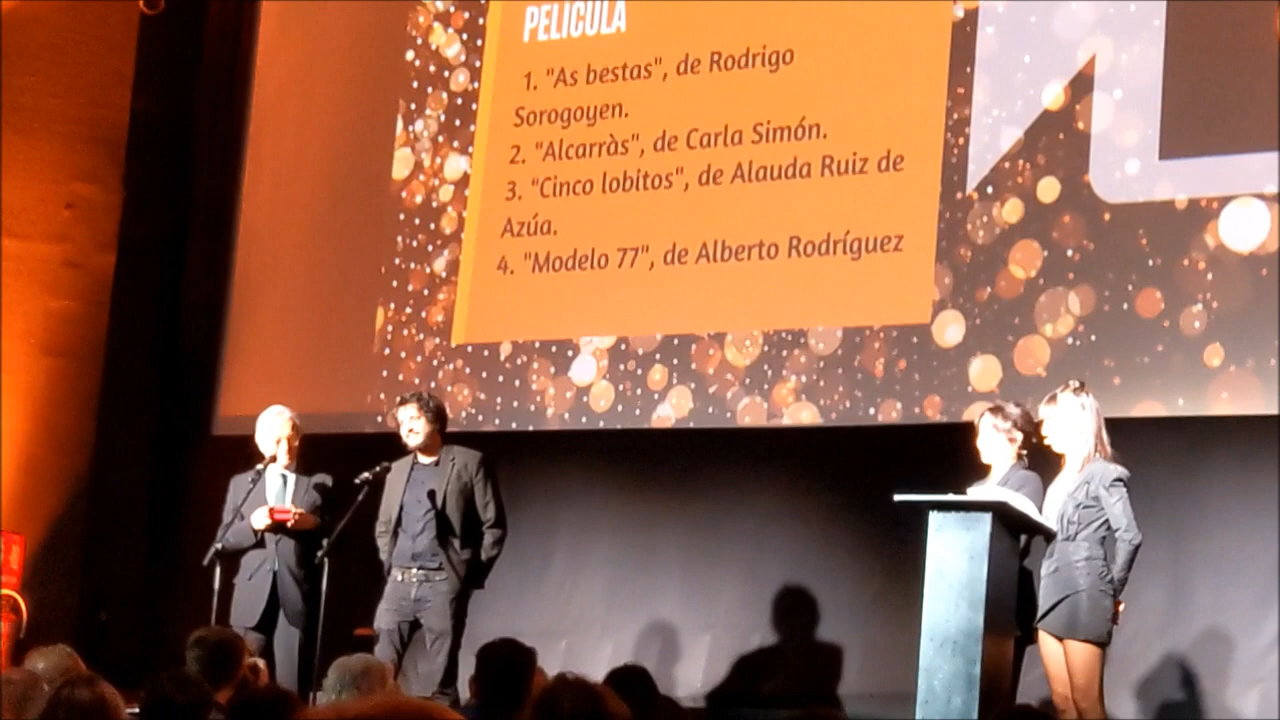 PELÍCULA
1. "As bestas", de Rodrigo
Sorogoyen.
2. "Alcarràs", de Carla Simón.
3. "Cinco lobitos", de Alauda Ruiz de
Azúa.
4. "Modelo 77", de Alberto Rodríguez